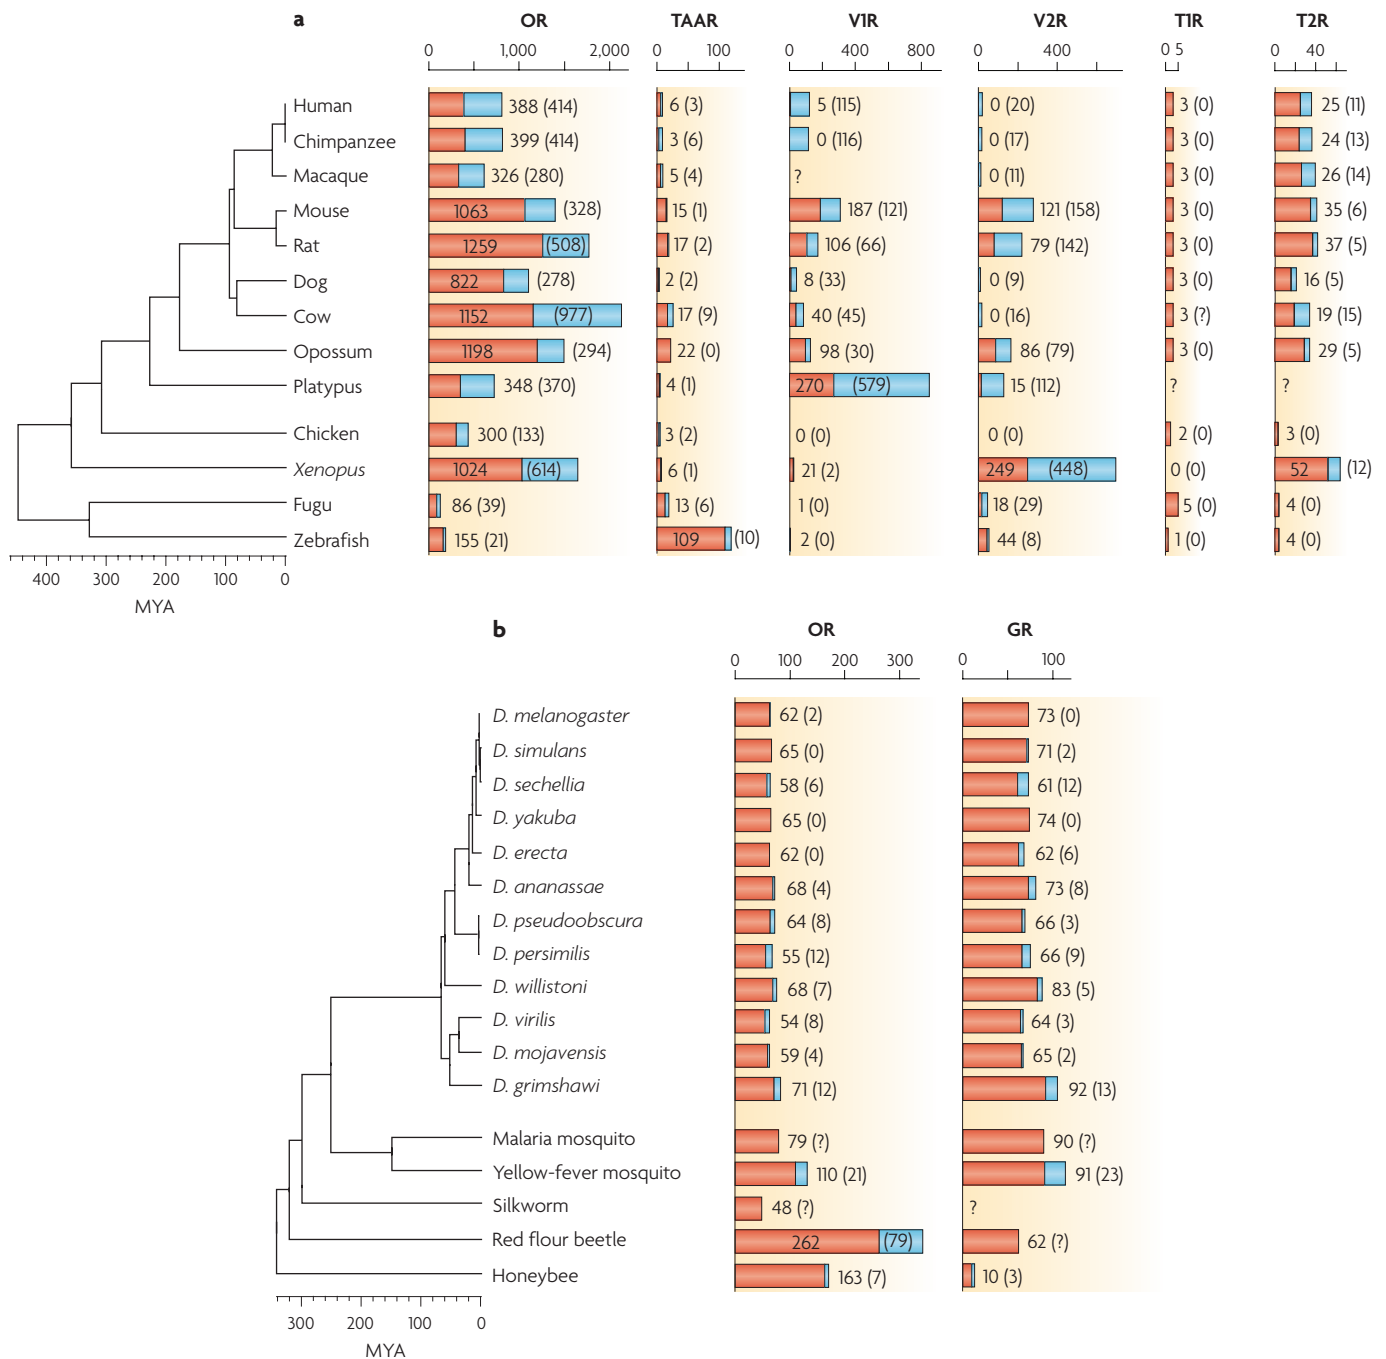 a OR TAAR V1R V2R T1R T2R
0 1,000 2,000 0 100 0 400 800 0 400 0 5 0 40
Human 388 (414) 6 (3) 5 (115) 0 (20) 3 (0) 25 (11)
Chimpanzee 399 (414) 3 (6) 0 (116) 0 (17) 3 (0) 24 (13)
Macaque 326 (280) 5 (4) ? 0 (11) 3 (0) 26 (14)
Mouse 1063 (328) 15 (1) 187 (121) 121 (158) 3 (0) 35 (6)
Rat 1259 (508) 17 (2) 106 (66) 79 (142) 3 (0) 37 (5)
Dog 822 (278) 2 (2) 8 (33) 0 (9) 3 (0) 16 (5)
Cow 1152 (977) 17 (9) 40 (45) 0 (16) 3 (?) 19 (15)
Opossum 1198 (294) 22 (0) 98 (30) 86 (79) 3 (0) 29 (5)
Platypus 348 (370) 4 (1) 270 (579) 15 (112) ? ?
Chicken 300 (133) 3 (2) 0 (0) 0 (0) 2 (0) 3 (0)
Xenopus 1024 (614) 6 (1) 21 (2) 249 (448) 0 (0) 52 (12)
Fugu 86 (39) 13 (6) 1 (0) 18 (29) 5 (0) 4 (0)
Zebrafish 155 (21) 109 (10) 2 (0) 44 (8) 1 (0) 4 (0)
400 300 200 100 0
MYA
b OR GR
0 100 200 300 0 100
D. melanogaster 62 (2) 73 (0)
D. simulans 65 (0) 71 (2)
D. sechellia 58 (6) 61 (12)
D. yakuba 65 (0) 74 (0)
D. erecta 62 (0) 62 (6)
D. ananassae 68 (4) 73 (8)
D. pseudoobscura 64 (8) 66 (3)
D. persimilis 55 (12) 66 (9)
D. willistoni 68 (7) 83 (5)
D. virilis 54 (8) 64 (3)
D. mojavensis 59 (4) 65 (2)
D. grimshawi 71 (12) 92 (13)
Malaria mosquito 79 (?) 90 (?)
Yellow-fever mosquito 110 (21) 91 (23)
Silkworm 48 (?) ?
Red flour beetle 262 (79) 62 (?)
Honeybee 163 (7) 10 (3)
300 200 100 0
MYA